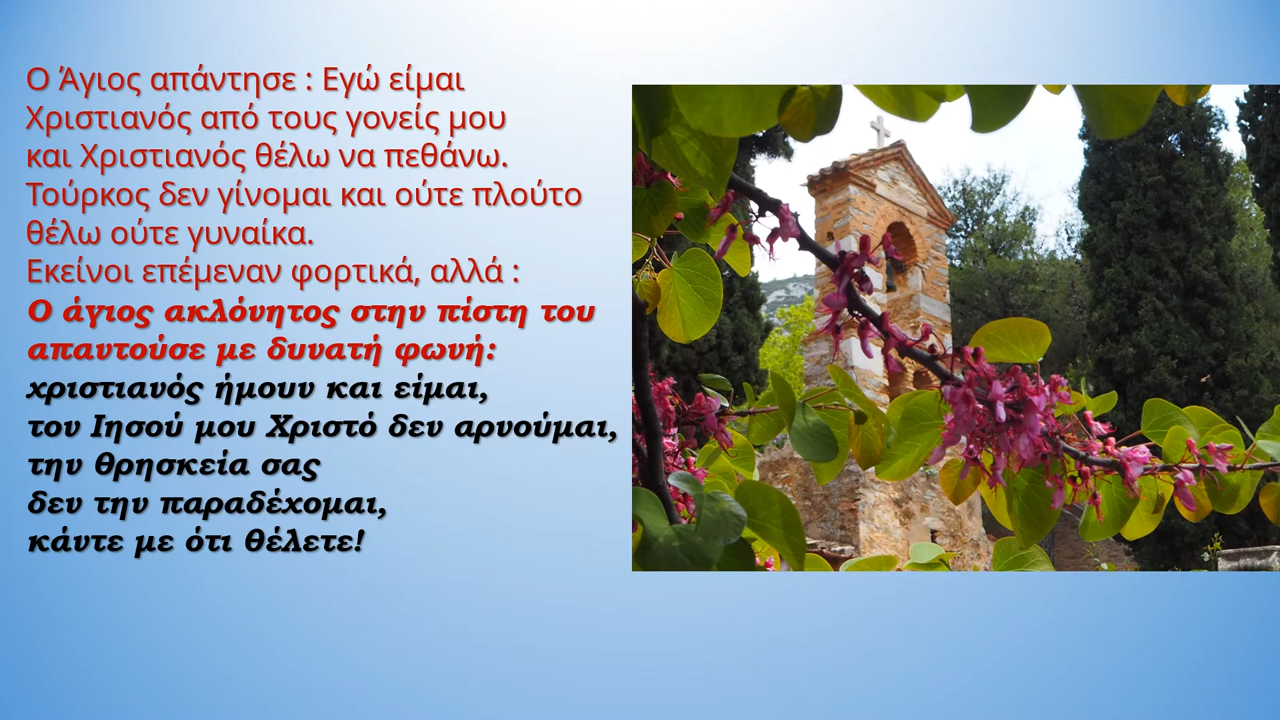 Ο Άγιος απάντησε : Εγώ είμαι
Χριστιανός από τους γονείς μου
και Χριστιανός θέλω να πεθάνω.
Τούρκος δεν γίνομαι και ούτε πλούτο
θέλω ούτε γυναίκα.
Εκείνοι επέμεναν φορτικά, αλλά :
Ο άγιος ακλόνητος στην πίστη του
απαντούσε με δυνατή φωνή:
χριστιανός ήμουν και είμαι,
τον Ιησού μου Χριστό δεν αρνούμαι,
την θρησκεία σας
δεν την παραδέχομαι,
κάντε με ότι θέλετε!